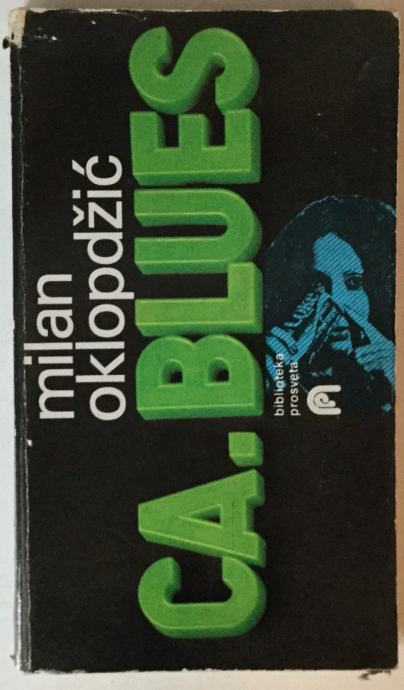 milan
oklopdžić
CA. BLUES
biblioteka
prosveta